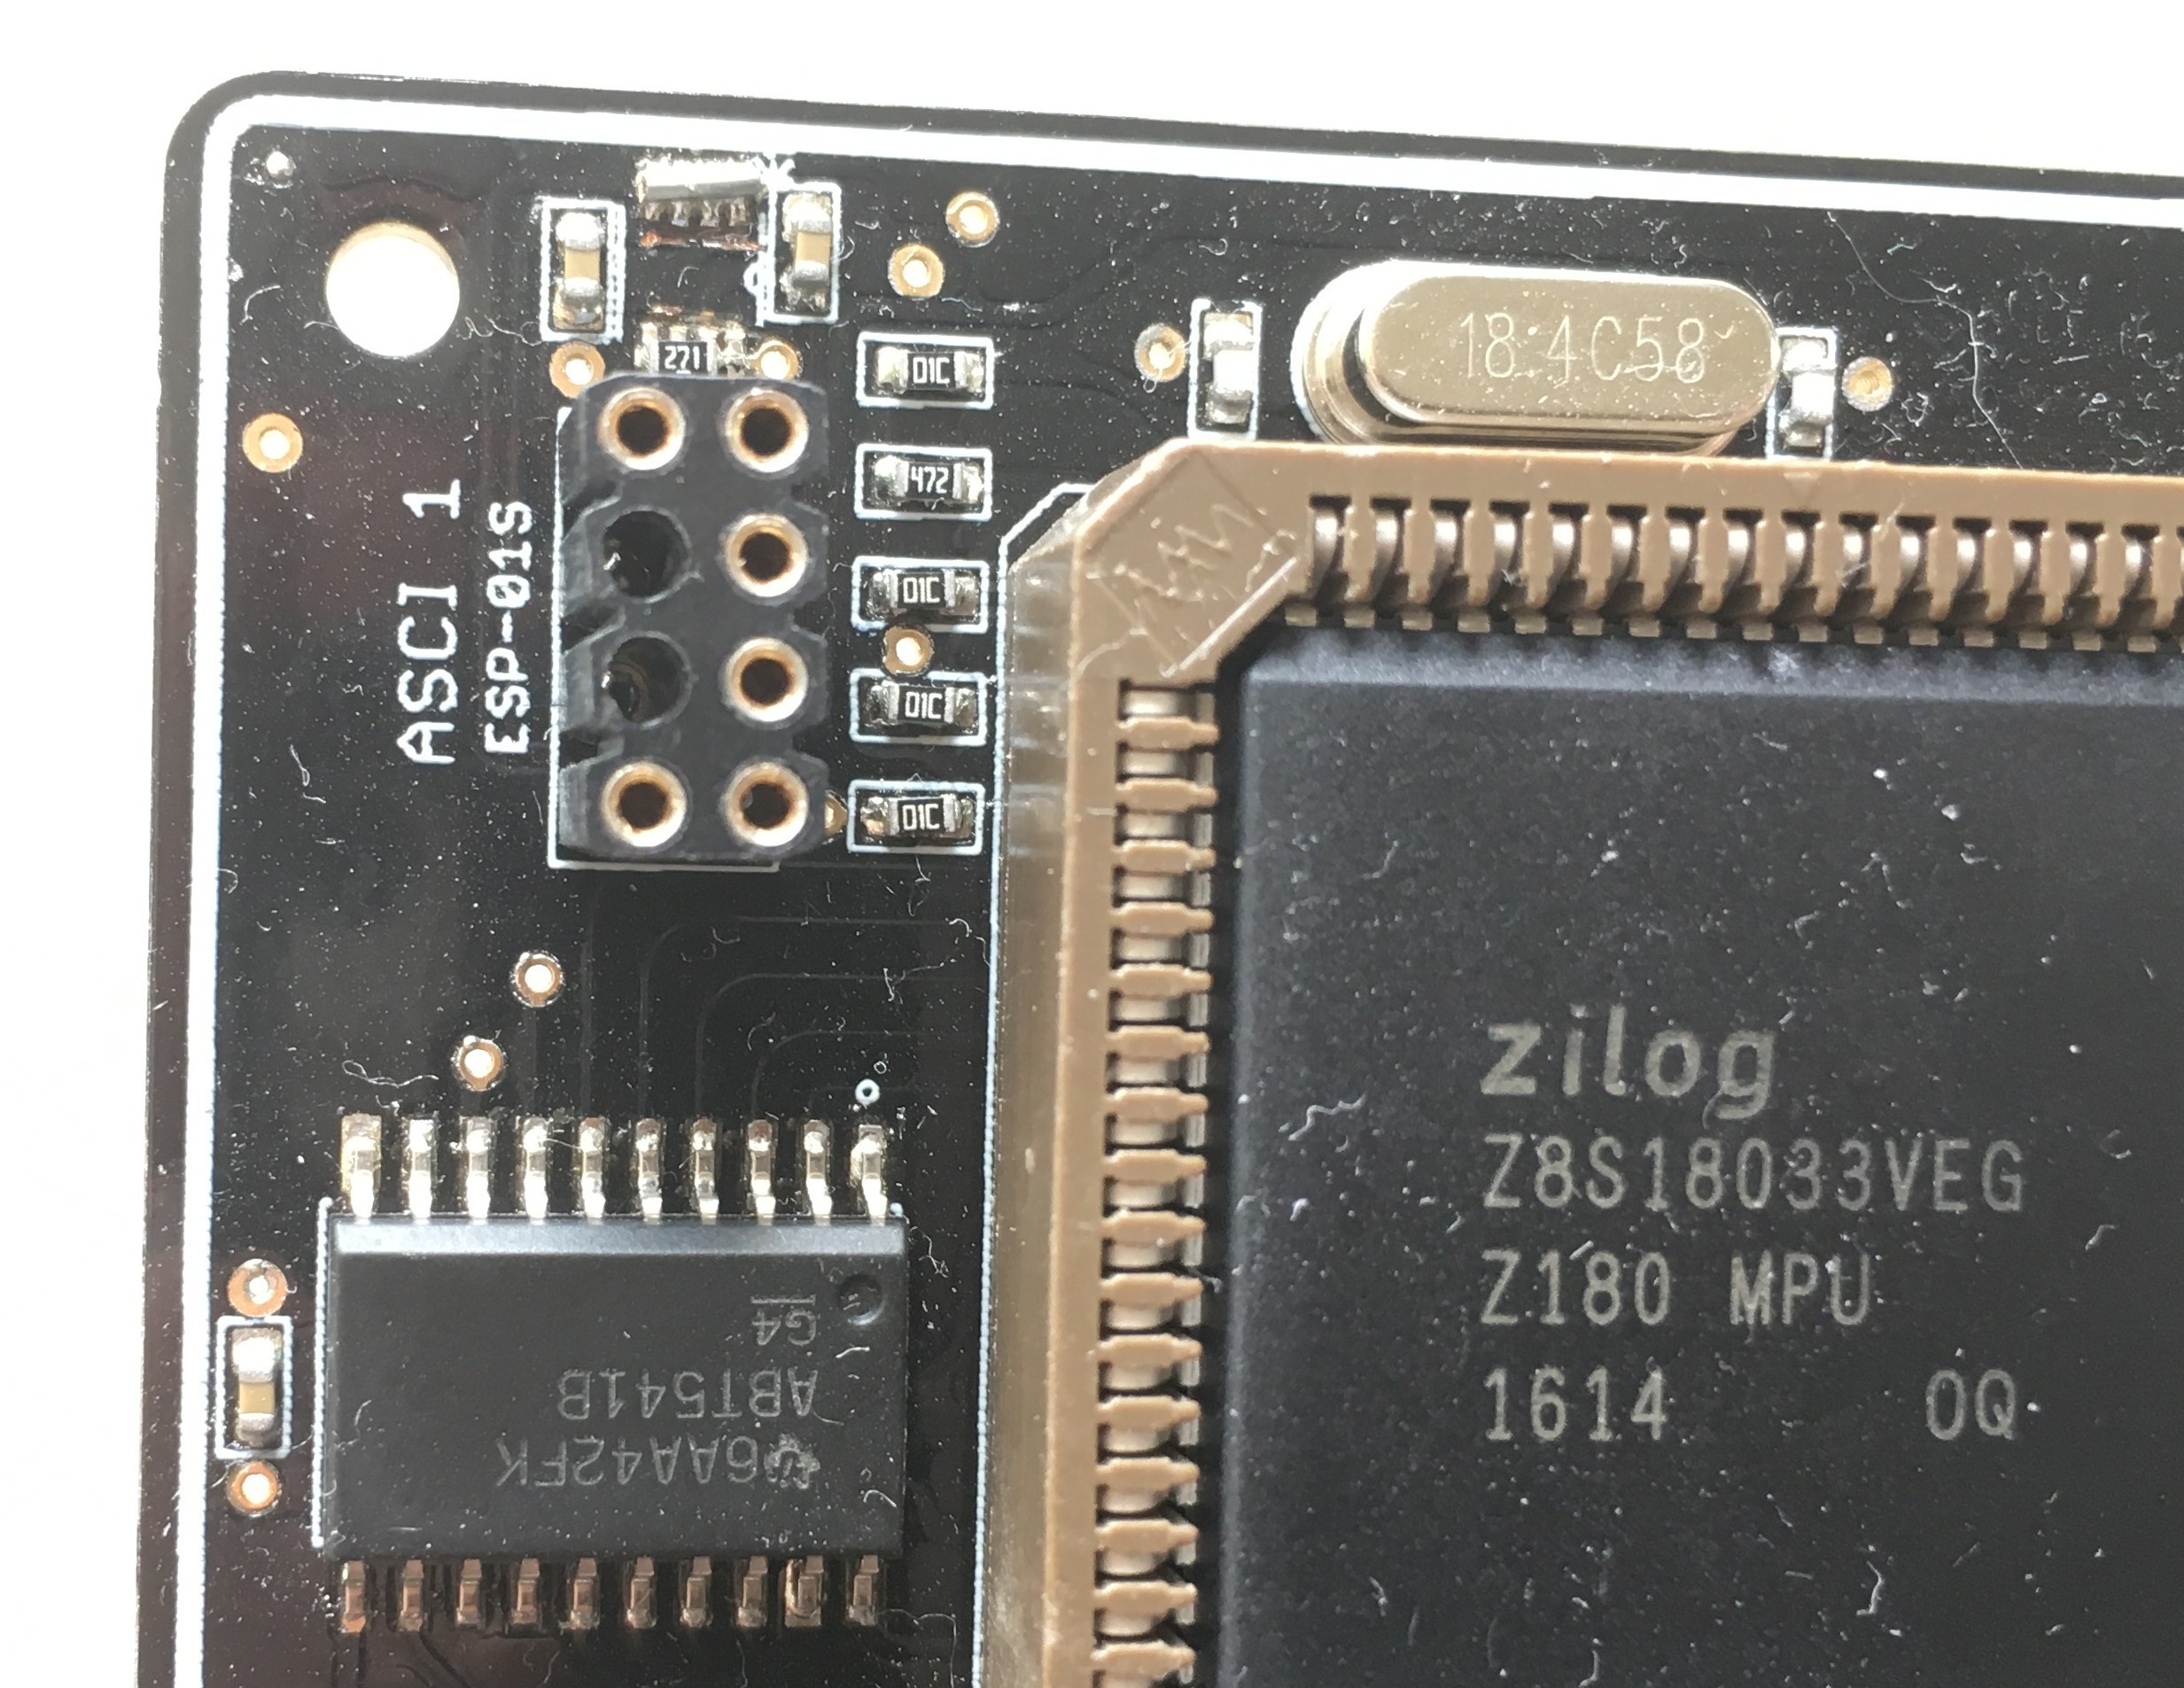 271
01C
18.4C58
472
01C
01C
01C
ASCI 1
ESP-01S
zilog
Z8S18033VEG
Z180 MPU
1614 0Q
6AA42FK
ABT541B
G4